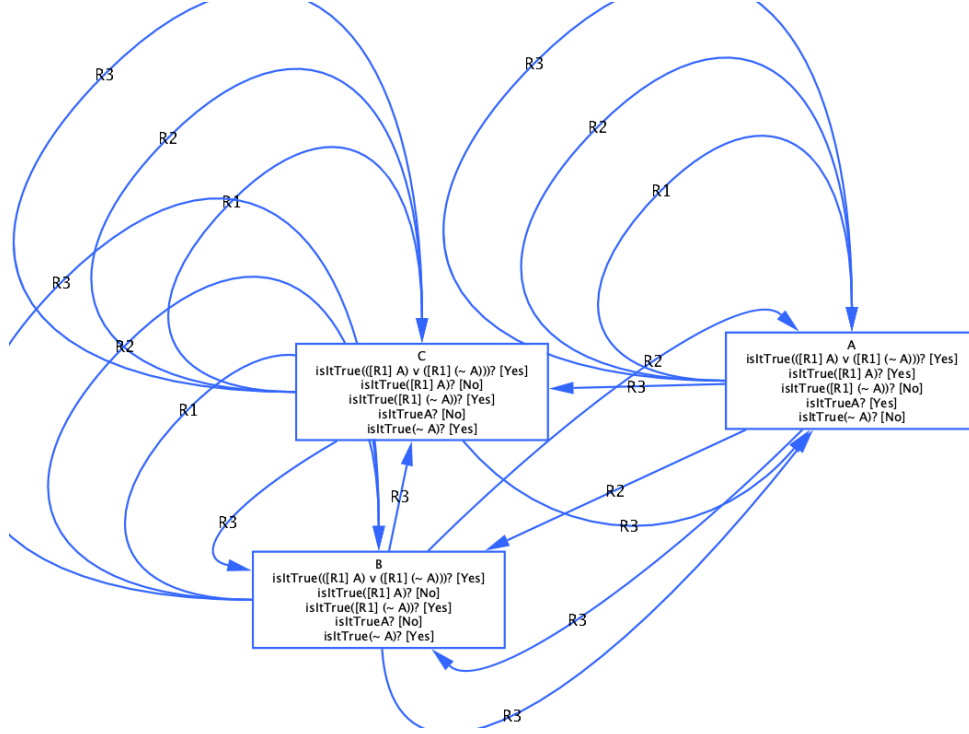 R3
R3
R2
R2
R1
R1
R3
C
isItTrue(([R1] A) v ([R1] (~ A)))? [Yes]
isItTrue([R1] A)? [No]
isItTrue([R1] (~ A))? [Yes]
isItTrueA? [No]
isItTrue(~ A)? [Yes]
A
isItTrue(([R1] A) v ([R1] (~ A)))? [Yes]
isItTrue([R1] A)? [Yes]
isItTrue([R1] (~ A))? [No]
isItTrueA? [Yes]
isItTrue(~ A)? [No]
R2
R2
R3
R1
R3
R2
R3
R3
B
isItTrue(([R1] A) v ([R1] (~ A)))? [Yes]
isItTrue([R1] A)? [No]
isItTrue([R1] (~ A))? [Yes]
isItTrueA? [No]
isItTrue(~ A)? [Yes]
R3
R3